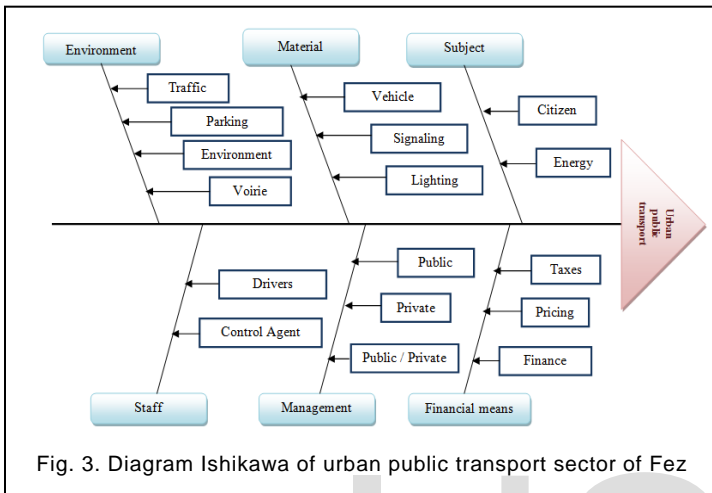 Environment
Material
Subject
Traffic
Parking
Environment
Voirie
Vehicle
Signaling
Lighting
Citizen
Energy
Urban
public
transport
Drivers
Control Agent
Public
Private
Public / Private
Taxes
Pricing
Finance
Staff
Management
Financial means
Fig. 3. Diagram Ishikawa of urban public transport sector of Fez